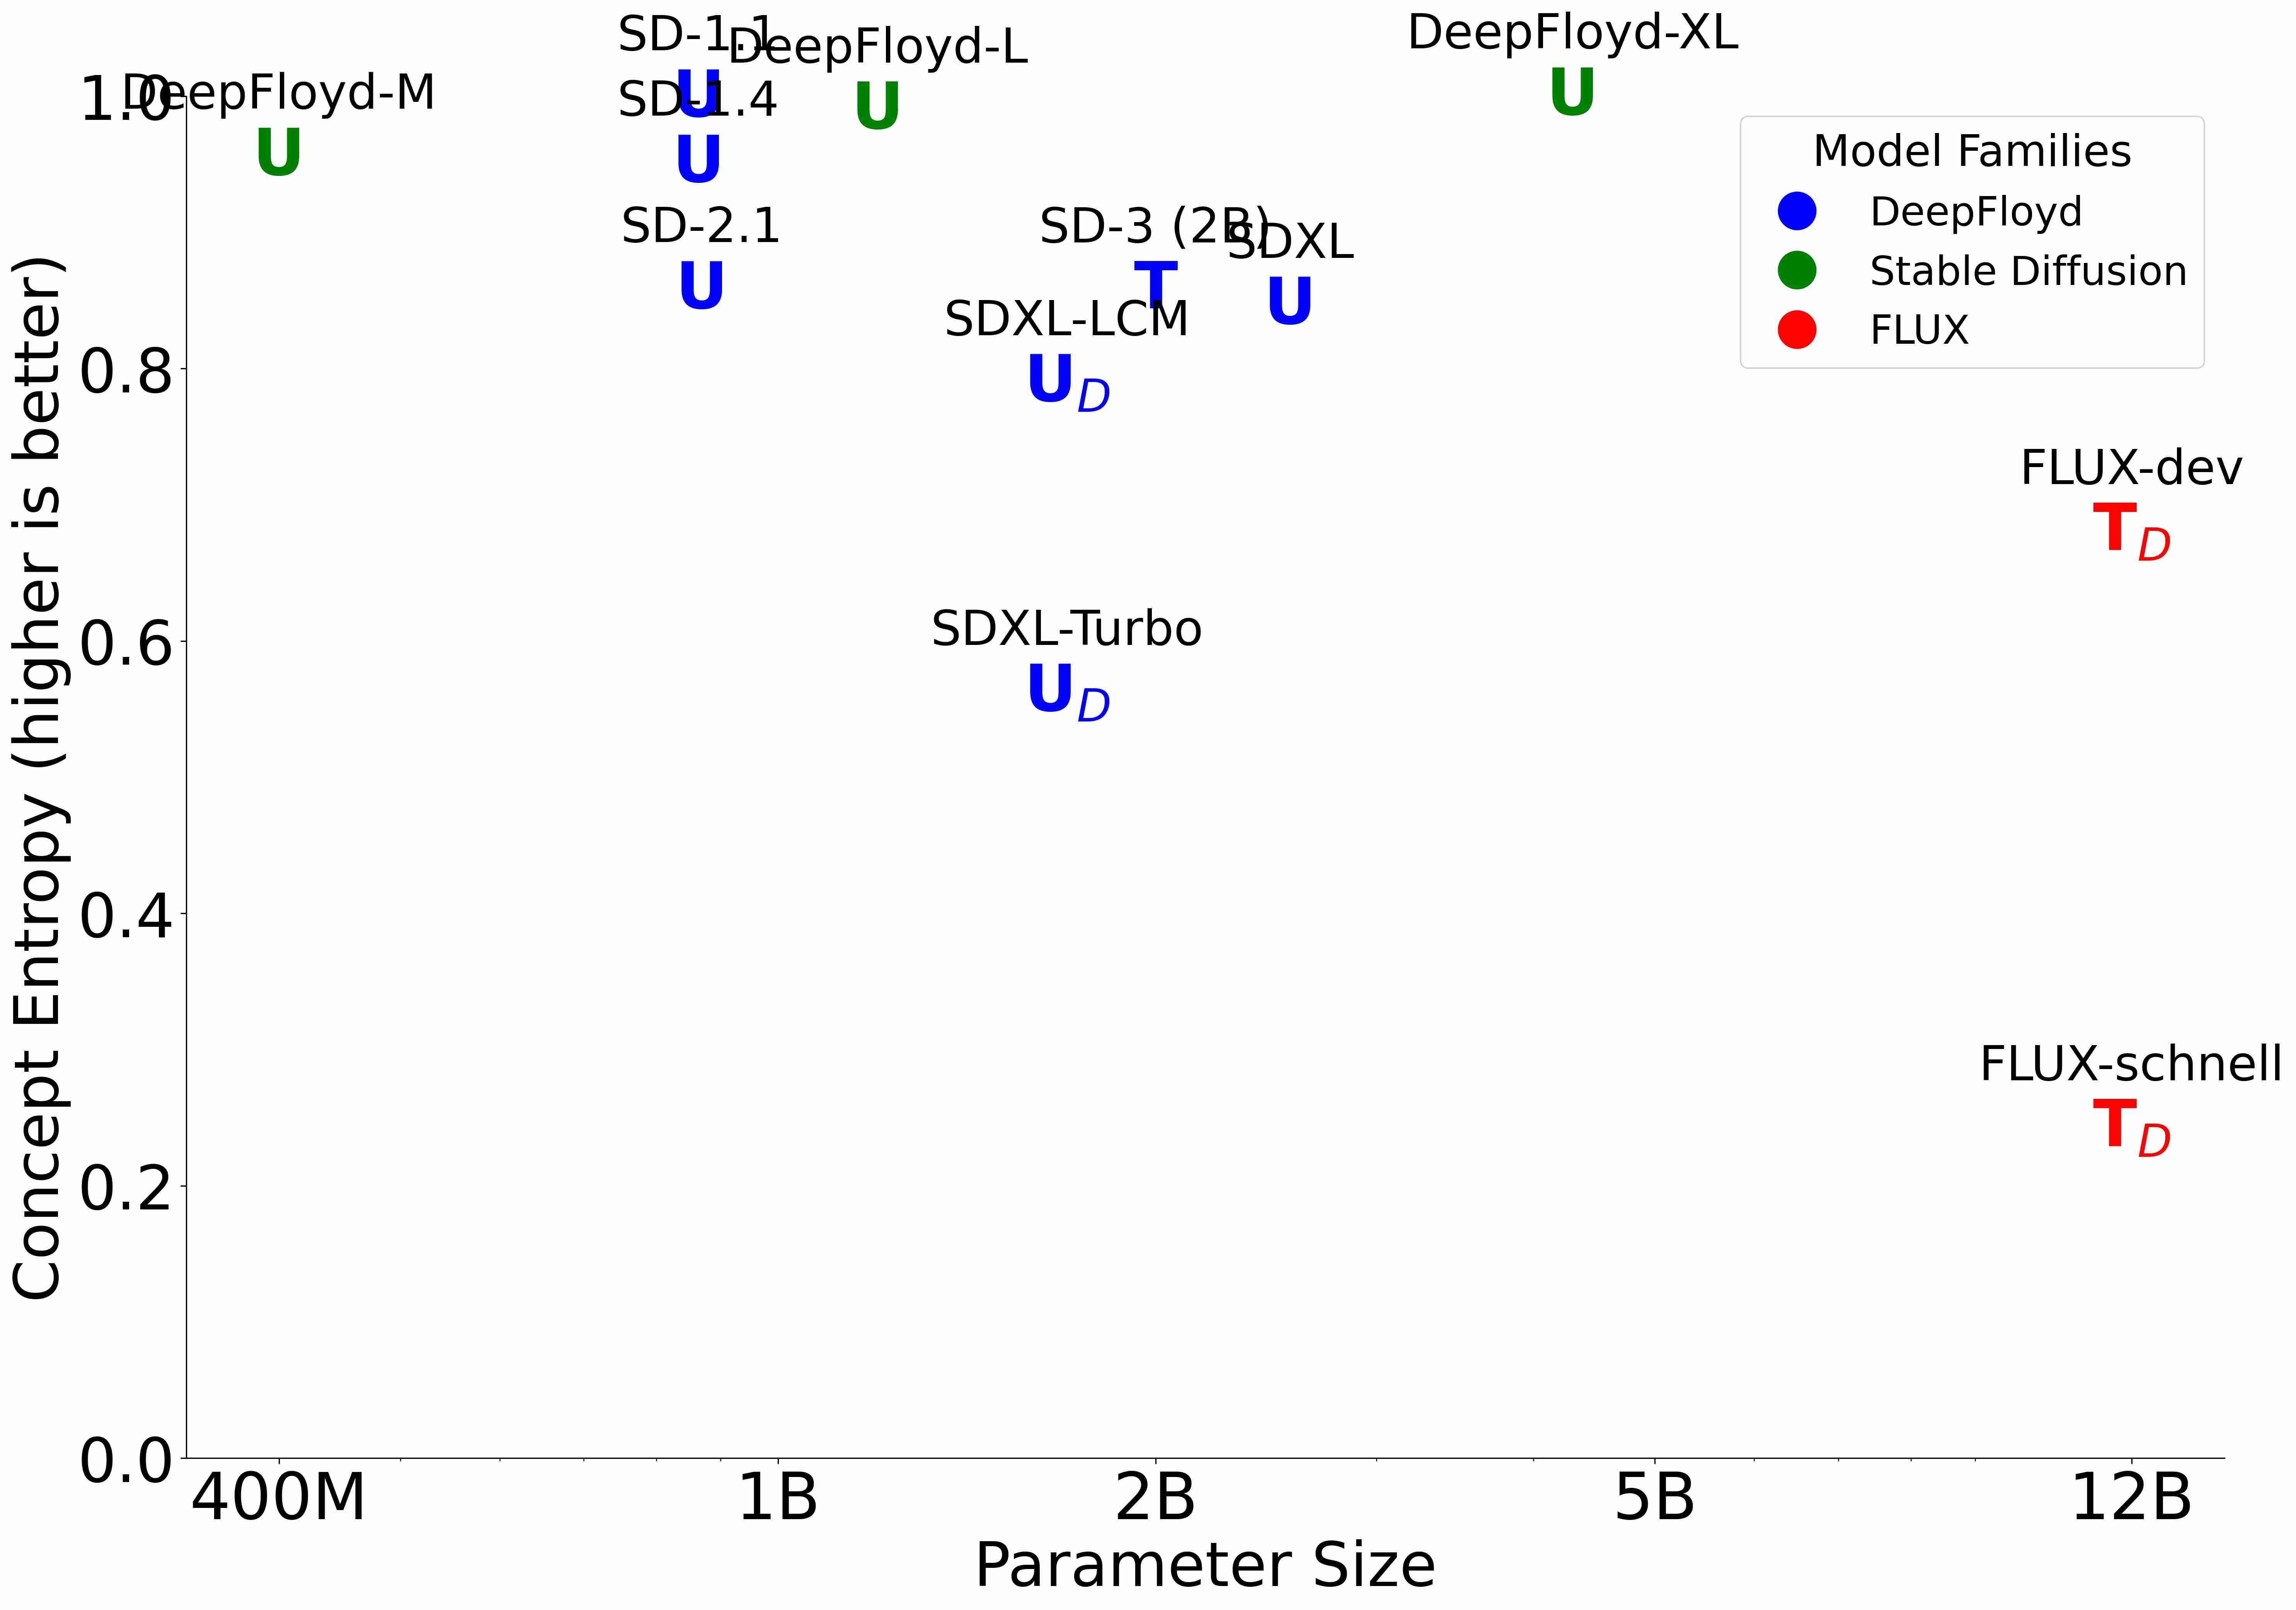 SD-1.1
DeepFloyd-L
DeepFloyd-XL
DeepFloyd-M
SD-1.4
U
U
U
U
U
SD-2.1
U
SD-3 (2B)
T
SDXL
U
SDXL-LCM
U D
Model Families
DeepFloyd
Stable Diffusion
FLUX
FLUX-dev
T D
SDXL-Turbo
U D
FLUX-schnell
T D
Concept Entropy (higher is better)
1.0
0.8
0.6
0.4
0.2
0.0
400M
1B
2B
5B
12B
Parameter Size